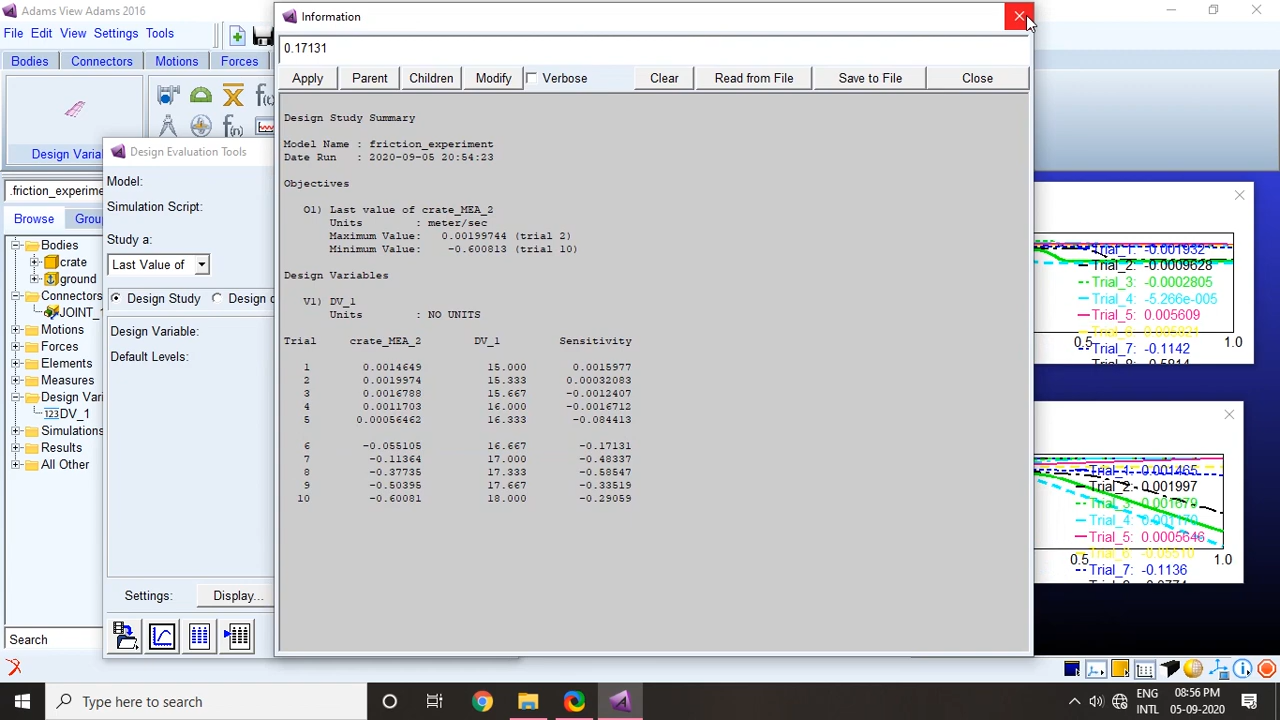 Adams View Adams 2016
Information
File Edit View Settings Tools
0.17131
Bodies Connectors Motions Forces
Apply Parent Children Modify Verbose Clear Read from File Save to File Close
Design Study Summary
Model Name : friction_experiment
Date Run : 2020-09-05 20:54:23
Design Evaluation Tools
Model:
Simulation Script:
Study a:
Last Value of
Design Study
Design Variable:
Default Levels:
Settings: Display...
.friction_experime
Browse
Bodies
crate
ground
Connectors
Motions
Forces
Elements
Measures
DV_1
Simulations
Results
All Other
Search
Objectives
O1) Last value of crate_MEA_2
Units : meter/sec
Maximum Value: 0.00199744 (trial 2)
Minimum Value: -0.600813 (trial 10)
Design Variables
V1) DV_1
Units : NO UNITS
Trial crate_MEA_2 DV_1 Sensitivity
1 0.0014649 15.000 0.0015977
2 0.0019974 15.333 0.00032083
3 0.0016788 15.667 -0.0012407
4 0.0011703 16.000 -0.0016712
5 0.00056462 16.333 -0.084413
6 -0.055105 16.667 -0.17131
7 -0.11364 17.000 -0.48337
8 -0.37735 17.333 -0.58547
9 -0.50395 17.667 -0.33519
10 -0.60081 18.000 -0.29059
Trial_1: -0.001932
Trial_2: -0.0009628
Trial_3: -0.0002805
Trial_4: -5.266e-005
Trial_5: 0.005609
0.5 Trial_7: -0.1142 1.0
Trial_1: 0.001465
Trial_2: 0.001997
Trial_3: 0.001679
Trial_4: 0.001170
Trial_5: 0.0005646
0.5 1.0
Trial_7: -0.1136
Type here to search
ENG
INTL
08:56 PM
05-09-2020